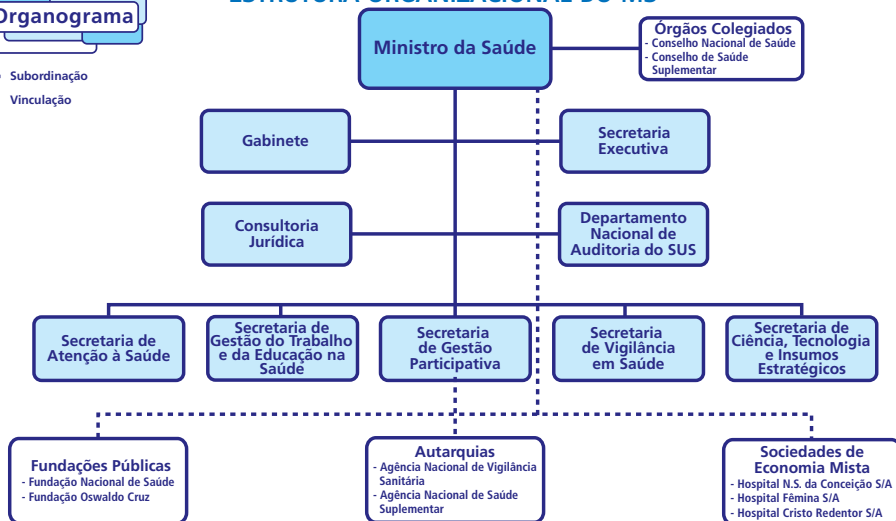 ESTRUTURA ORGANIZACIONAL DO MS
Organograma
Subordinação
Vinculação
Ministro da Saúde
Órgãos Colegiados
- Conselho Nacional de Saúde
- Conselho de Saúde
Suplementar
Gabinete
Secretaria
Executiva
Consultoria
Jurídica
Departamento
Nacional de
Auditoria do SUS
Secretaria de
Atenção à Saúde
Secretaria de
Gestão do Trabalho
e da Educação na
Saúde
Secretaria
de Gestão
Participativa
Secretaria
de Vigilância
em Saúde
Secretaria de
Ciência, Tecnologia
e Insumos
Estratégicos
Fundações Públicas
- Fundação Nacional de Saúde
- Fundação Oswaldo Cruz
Autarquias
- Agência Nacional de Vigilância
Sanitária
- Agência Nacional de Saúde
Suplementar
Sociedades de
Economia Mista
- Hospital N.S. da Conceição S/A
- Hospital Fêmina S/A
- Hospital Cristo Redentor S/A